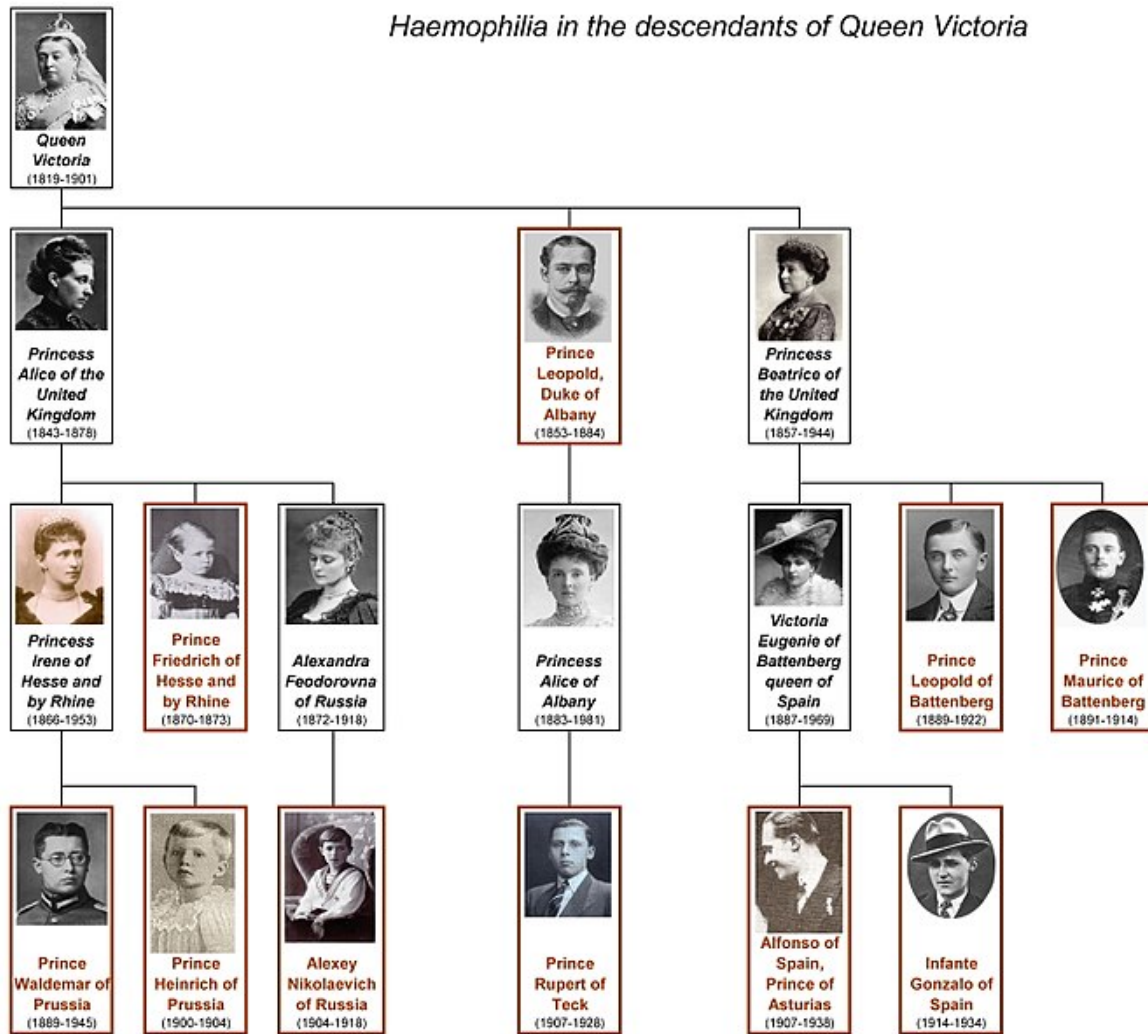 Haemophilia in the descendants of Queen Victoria
Queen
Victoria
(1819-1901)
Princess
Alice of the
United
Kingdom
(1843-1878)
Prince
Leopold,
Duke of
Albany
(1853-1884)
Princess
Beatrice of
the United
Kingdom
(1857-1944)
Princess
Irene of
Hesse and
by Rhine
(1866-1953)
Prince
Friedrich of
Hesse and
by Rhine
(1870-1873)
Alexandra
Feodorovna
of Russia
(1872-1918)
Princess
Alice of
Albany
(1883-1981)
Victoria
Eugenie of
Battenberg
queen of
Spain
(1887-1969)
Prince
Leopold of
Battenberg
(1889-1922)
Prince
Maurice of
Battenberg
(1891-1914)
Prince
Waldemar of
Prussia
(1889-1945)
Prince
Heinrich of
Prussia
(1900-1904)
Alexey
Nikolaevich
of Russia
(1904-1918)
Prince
Rupert of
Teck
(1907-1928)
Alfonso of
Spain,
Prince of
Asturias
(1907-1938)
Infante
Gonzalo of
Spain
(1914-1934)